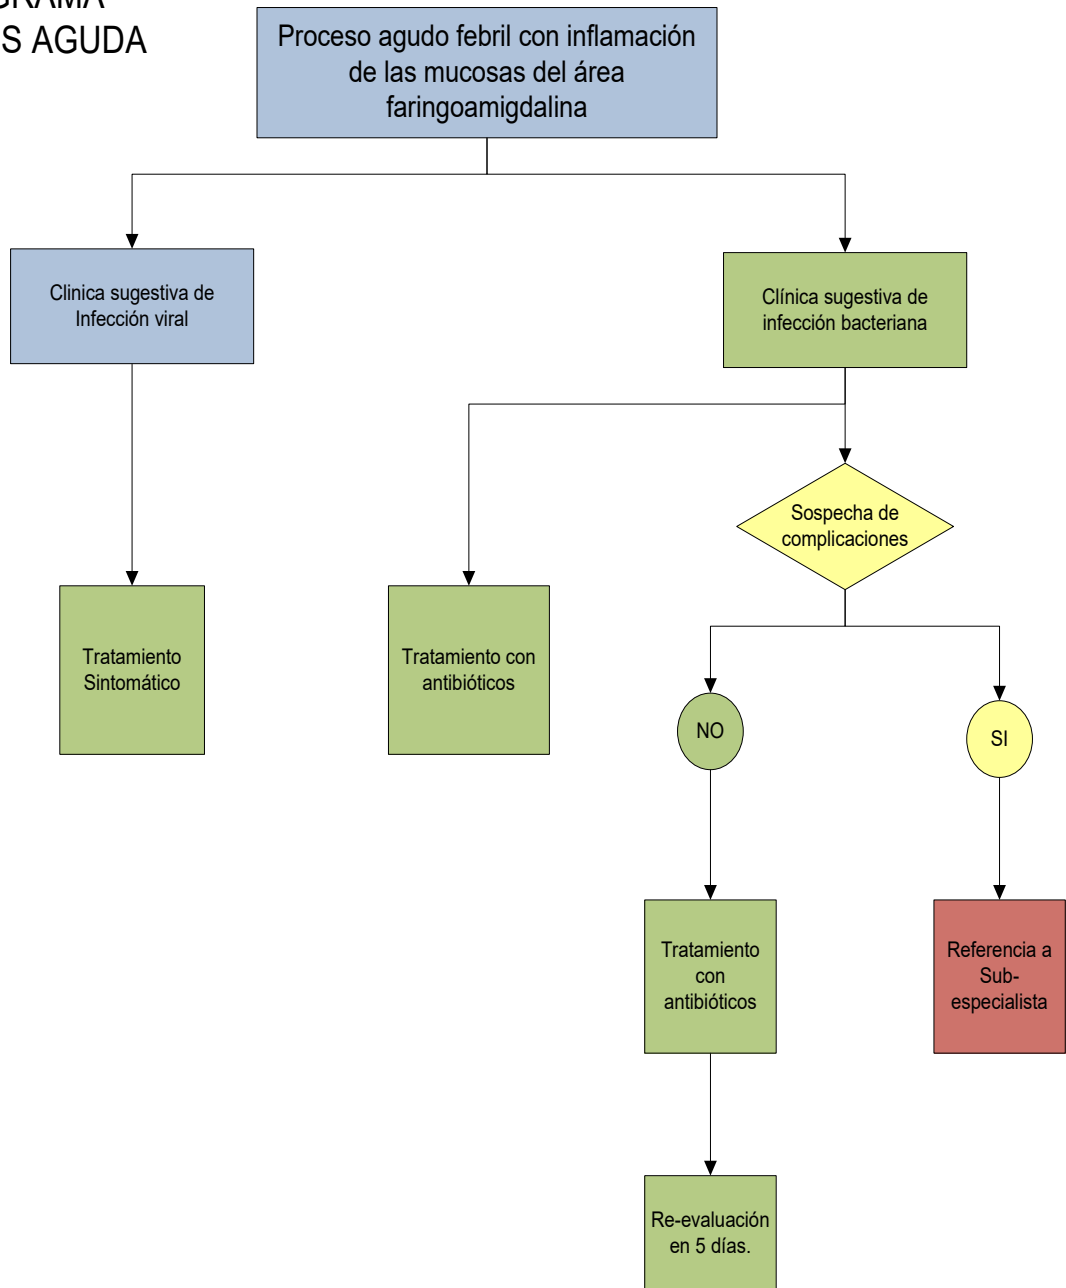 S AGUDA
Proceso agudo febril con inflamación
de las mucosas del área
faringoamigdalina
Clinica sugestiva de
Infección viral
Clínica sugestiva de
infección bacteriana
Sospecha de
complicaciones
Tratamiento
Sintomático
Tratamiento con
antibióticos
NO
SI
Tratamiento
con
antibióticos
Referencia a
Sub-
especialista
Re-evaluación
en 5 días.